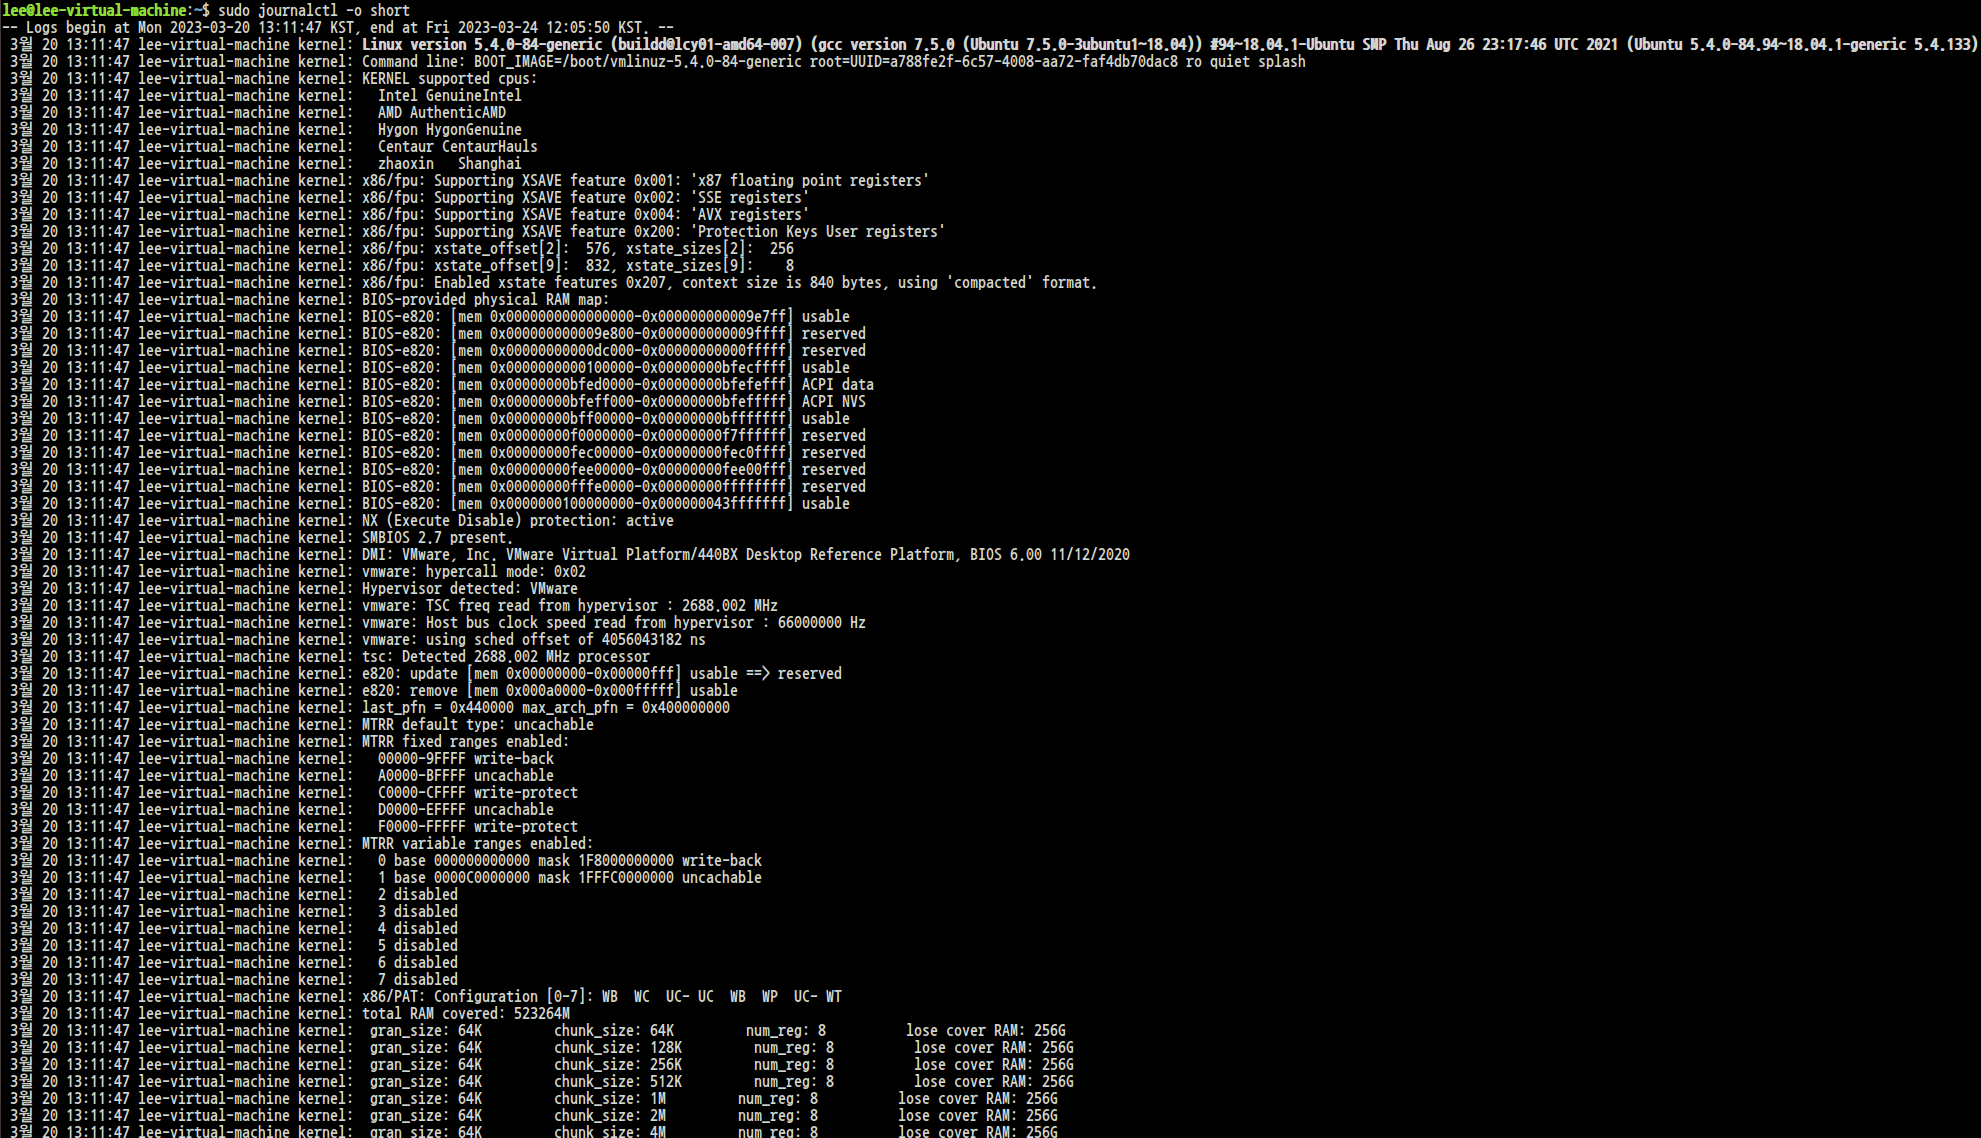 lee@lee-virtual-machine:~$ sudo journalctl -o short
-- Logs begin at Mon 2023-03-20 13:11:47 KST, end at Fri 2023-03-24 12:05:50 KST. --
3월 20 13:11:47 lee-virtual-machine kernel: Linux version 5.4.0-84-generic (buildd@lcy01-amd64-007) (gcc version 7.5.0 (Ubuntu 7.5.0-3ubuntu1~18.04)) #94~18.04.1-Ubuntu SMP Thu Aug 26 23:17:46 UTC 2021 (Ubuntu 5.4.0-84.94~18.04.1-generic 5.4.133)
3월 20 13:11:47 lee-virtual-machine kernel: Command line: BOOT_IMAGE=/boot/vmlinuz-5.4.0-84-generic root=UUID=a788fe2f-6c57-4008-aa72-faf4db70dac8 ro quiet splash
3월 20 13:11:47 lee-virtual-machine kernel: KERNEL supported cpus:
3월 20 13:11:47 lee-virtual-machine kernel:   Intel GenuineIntel
3월 20 13:11:47 lee-virtual-machine kernel:   AMD AuthenticAMD
3월 20 13:11:47 lee-virtual-machine kernel:   Hygon HygonGenuine
3월 20 13:11:47 lee-virtual-machine kernel:   Centaur CentaurHauls
3월 20 13:11:47 lee-virtual-machine kernel:   zhaoxin   Shanghai
3월 20 13:11:47 lee-virtual-machine kernel: x86/fpu: Supporting XSAVE feature 0x001: 'x87 floating point registers'
3월 20 13:11:47 lee-virtual-machine kernel: x86/fpu: Supporting XSAVE feature 0x002: 'SSE registers'
3월 20 13:11:47 lee-virtual-machine kernel: x86/fpu: Supporting XSAVE feature 0x004: 'AVX registers'
3월 20 13:11:47 lee-virtual-machine kernel: x86/fpu: Supporting XSAVE feature 0x200: 'Protection Keys User registers'
3월 20 13:11:47 lee-virtual-machine kernel: x86/fpu: xstate_offset[2]:  576, xstate_sizes[2]:  256
3월 20 13:11:47 lee-virtual-machine kernel: x86/fpu: xstate_offset[9]:  832, xstate_sizes[9]:    8
3월 20 13:11:47 lee-virtual-machine kernel: x86/fpu: Enabled xstate features 0x207, context size is 840 bytes, using 'compacted' format.
3월 20 13:11:47 lee-virtual-machine kernel: BIOS-provided physical RAM map:
3월 20 13:11:47 lee-virtual-machine kernel: BIOS-e820: [mem 0x0000000000000000-0x000000000009e7ff] usable
3월 20 13:11:47 lee-virtual-machine kernel: BIOS-e820: [mem 0x000000000009e800-0x000000000009ffff] reserved
3월 20 13:11:47 lee-virtual-machine kernel: BIOS-e820: [mem 0x00000000000dc000-0x00000000000fffff] reserved
3월 20 13:11:47 lee-virtual-machine kernel: BIOS-e820: [mem 0x0000000000100000-0x00000000bfecffff] usable
3월 20 13:11:47 lee-virtual-machine kernel: BIOS-e820: [mem 0x00000000bfed0000-0x00000000bfefefff] ACPI data
3월 20 13:11:47 lee-virtual-machine kernel: BIOS-e820: [mem 0x00000000bfeff000-0x00000000bfefffff] ACPI NVS
3월 20 13:11:47 lee-virtual-machine kernel: BIOS-e820: [mem 0x00000000bff00000-0x00000000bfffffff] usable
3월 20 13:11:47 lee-virtual-machine kernel: BIOS-e820: [mem 0x00000000f0000000-0x00000000f7ffffff] reserved
3월 20 13:11:47 lee-virtual-machine kernel: BIOS-e820: [mem 0x00000000fec00000-0x00000000fec0ffff] reserved
3월 20 13:11:47 lee-virtual-machine kernel: BIOS-e820: [mem 0x00000000fee00000-0x00000000fee00fff] reserved
3월 20 13:11:47 lee-virtual-machine kernel: BIOS-e820: [mem 0x00000000fffe0000-0x00000000ffffffff] reserved
3월 20 13:11:47 lee-virtual-machine kernel: BIOS-e820: [mem 0x0000000100000000-0x000000043fffffff] usable
3월 20 13:11:47 lee-virtual-machine kernel: NX (Execute Disable) protection: active
3월 20 13:11:47 lee-virtual-machine kernel: SMBIOS 2.7 present.
3월 20 13:11:47 lee-virtual-machine kernel: DMI: VMware, Inc. VMware Virtual Platform/440BX Desktop Reference Platform, BIOS 6.00 11/12/2020
3월 20 13:11:47 lee-virtual-machine kernel: vmware: hypercall mode: 0x02
3월 20 13:11:47 lee-virtual-machine kernel: Hypervisor detected: VMware
3월 20 13:11:47 lee-virtual-machine kernel: vmware: TSC freq read from hypervisor : 2688.002 MHz
3월 20 13:11:47 lee-virtual-machine kernel: vmware: Host bus clock speed read from hypervisor : 66000000 Hz
3월 20 13:11:47 lee-virtual-machine kernel: vmware: using sched offset of 4056043182 ns
3월 20 13:11:47 lee-virtual-machine kernel: tsc: Detected 2688.002 MHz processor
3월 20 13:11:47 lee-virtual-machine kernel: e820: update [mem 0x00000000-0x00000fff] usable ==> reserved
3월 20 13:11:47 lee-virtual-machine kernel: e820: remove [mem 0x000a0000-0x000fffff] usable
3월 20 13:11:47 lee-virtual-machine kernel: last_pfn = 0x440000 max_arch_pfn = 0x400000000
3월 20 13:11:47 lee-virtual-machine kernel: MTRR default type: uncachable
3월 20 13:11:47 lee-virtual-machine kernel: MTRR fixed ranges enabled:
3월 20 13:11:47 lee-virtual-machine kernel:   00000-9FFFF write-back
3월 20 13:11:47 lee-virtual-machine kernel:   A0000-BFFFF uncachable
3월 20 13:11:47 lee-virtual-machine kernel:   C0000-CFFFF write-protect
3월 20 13:11:47 lee-virtual-machine kernel:   D0000-EFFFF uncachable
3월 20 13:11:47 lee-virtual-machine kernel:   F0000-FFFFF write-protect
3월 20 13:11:47 lee-virtual-machine kernel: MTRR variable ranges enabled:
3월 20 13:11:47 lee-virtual-machine kernel:   0 base 000000000000 mask 1F8000000000 write-back
3월 20 13:11:47 lee-virtual-machine kernel:   1 base 0000C0000000 mask 1FFFC0000000 uncachable
3월 20 13:11:47 lee-virtual-machine kernel:   2 disabled
3월 20 13:11:47 lee-virtual-machine kernel:   3 disabled
3월 20 13:11:47 lee-virtual-machine kernel:   4 disabled
3월 20 13:11:47 lee-virtual-machine kernel:   5 disabled
3월 20 13:11:47 lee-virtual-machine kernel:   6 disabled
3월 20 13:11:47 lee-virtual-machine kernel:   7 disabled
3월 20 13:11:47 lee-virtual-machine kernel: x86/PAT: Configuration [0-7]: WB  WC  UC- UC  WB  WP  UC- WT
3월 20 13:11:47 lee-virtual-machine kernel: total RAM covered: 523264M
3월 20 13:11:47 lee-virtual-machine kernel:  gran_size: 64K         chunk_size: 64K         num_reg: 8          lose cover RAM: 256G
3월 20 13:11:47 lee-virtual-machine kernel:  gran_size: 64K         chunk_size: 128K         num_reg: 8          lose cover RAM: 256G
3월 20 13:11:47 lee-virtual-machine kernel:  gran_size: 64K         chunk_size: 256K         num_reg: 8          lose cover RAM: 256G
3월 20 13:11:47 lee-virtual-machine kernel:  gran_size: 64K         chunk_size: 512K         num_reg: 8          lose cover RAM: 256G
3월 20 13:11:47 lee-virtual-machine kernel:  gran_size: 64K         chunk_size: 1M         num_reg: 8          lose cover RAM: 256G
3월 20 13:11:47 lee-virtual-machine kernel:  gran_size: 64K         chunk_size: 2M         num_reg: 8          lose cover RAM: 256G
3월 20 13:11:47 lee-virtual-machine kernel:  gran_size: 64K         chunk_size: 4M         num_reg: 8          lose cover RAM: 256G